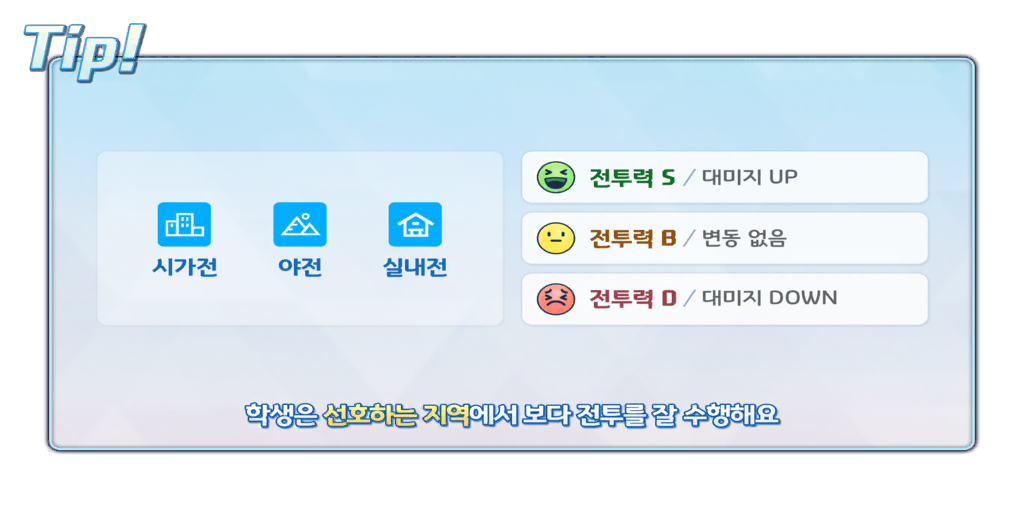 Tip!
시가전
야전
실내전
전투력 S / 대미지 UP
전투력 B / 변동 없음
전투력 D / 대미지 DOWN
학생은 선호하는 지역에서 보다 전투를 잘 수행해요